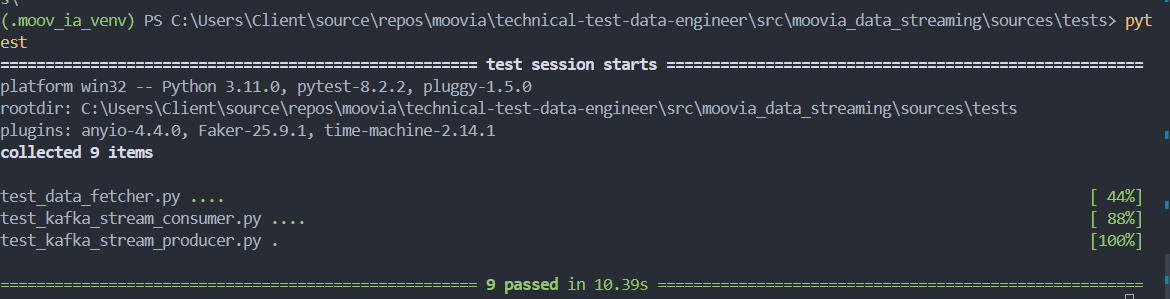 s\
(.moov_ia_venv) PS C:\Users\Client\source\repos\moovia\technical-test-data-engineer\src\moovia_data_streaming\sources\tests> pyt
est
=================================================== test session starts ====================================================
platform win32 -- Python 3.11.0, pytest-8.2.2, pluggy-1.5.0
rootdir: C:\Users\Client\source\repos\moovia\technical-test-data-engineer\src\moovia_data_streaming\sources\tests
plugins: anyio-4.4.0, Faker-25.9.1, time-machine-2.14.1
collected 9 items
test_data_fetcher.py .... [ 44%]
test_kafka_stream_consumer.py .... [ 88%]
test_kafka_stream_producer.py . [100%]
=================================================== 9 passed in 10.39s =====================================================